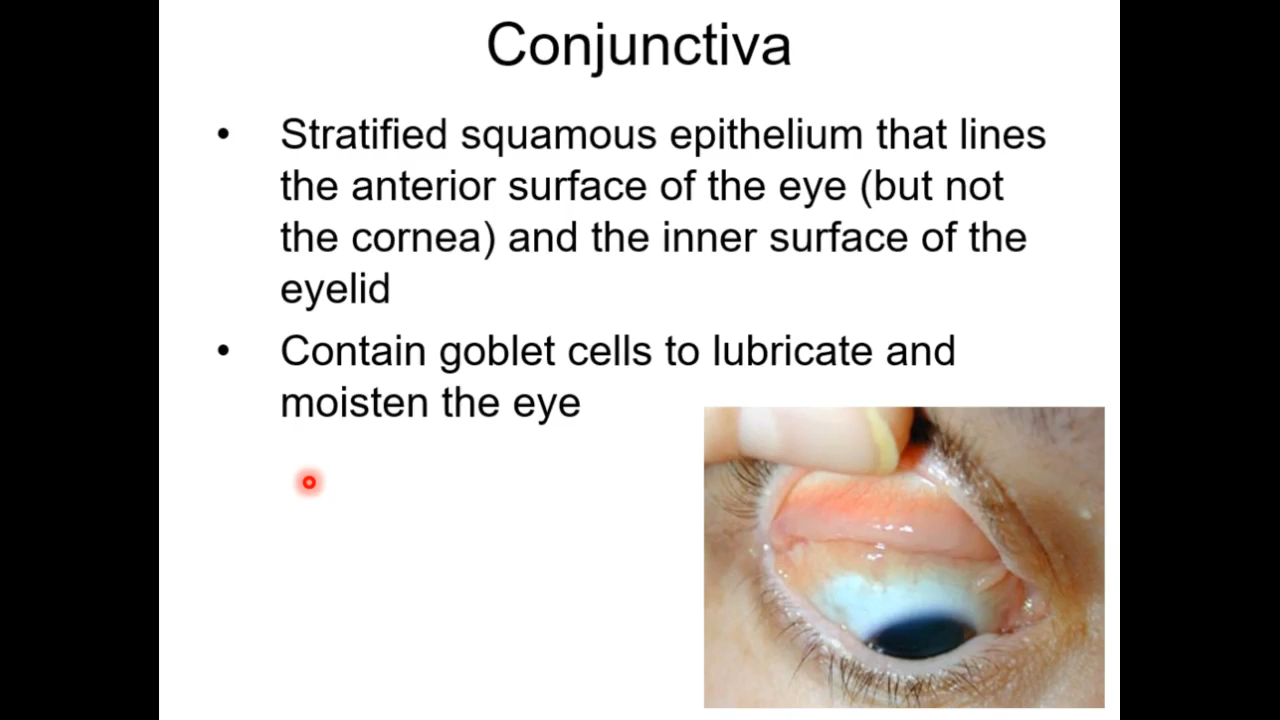 Conjunctiva
• Stratified squamous epithelium that lines
the anterior surface of the eye (but not
the cornea) and the inner surface of the
eyelid
• Contain goblet cells to lubricate and
moisten the eye